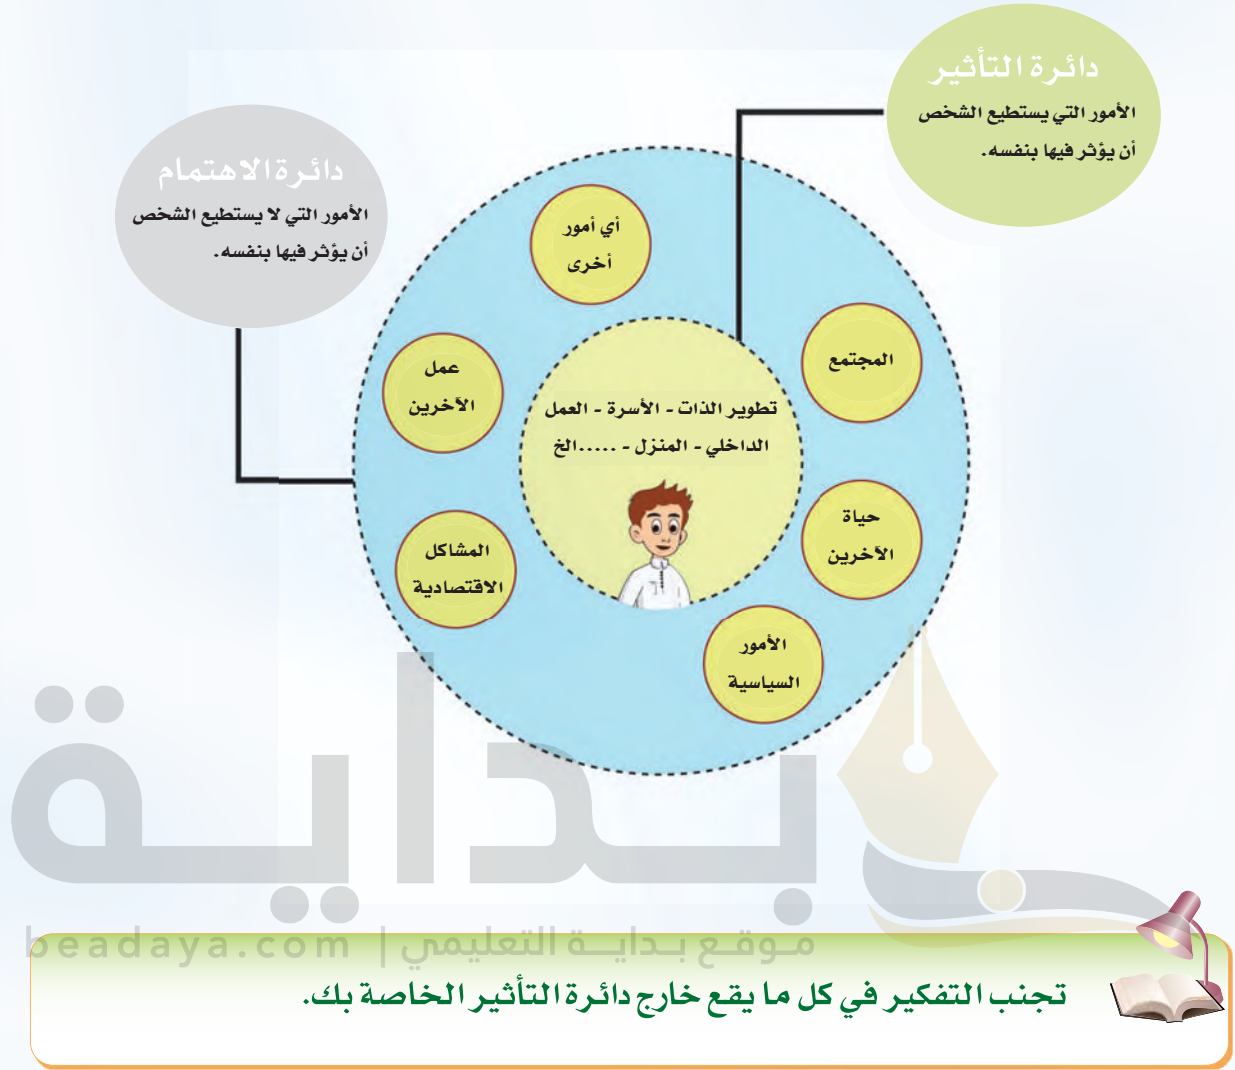 دائرة التأثير
الأمور التي يستطيع الشخص
أن يؤثر فيها بنفسه.
دائرة الاهتمام
الأمور التي لا يستطيع الشخص
أن يؤثر فيها بنفسه.
أي أمور
أخرى
المجتمع
عمل
الآخرين
تطوير الذات - الأسرة - العمل
الداخلي - المنزل - .....الخ
حياة
الآخرين
المشاكل
الاقتصادية
الأمور
السياسية
بداية
موقع بداية التعليمي | beadaya.com
تجنب التفكير في كل ما يقع خارج دائرة التأثير الخاصة بك.